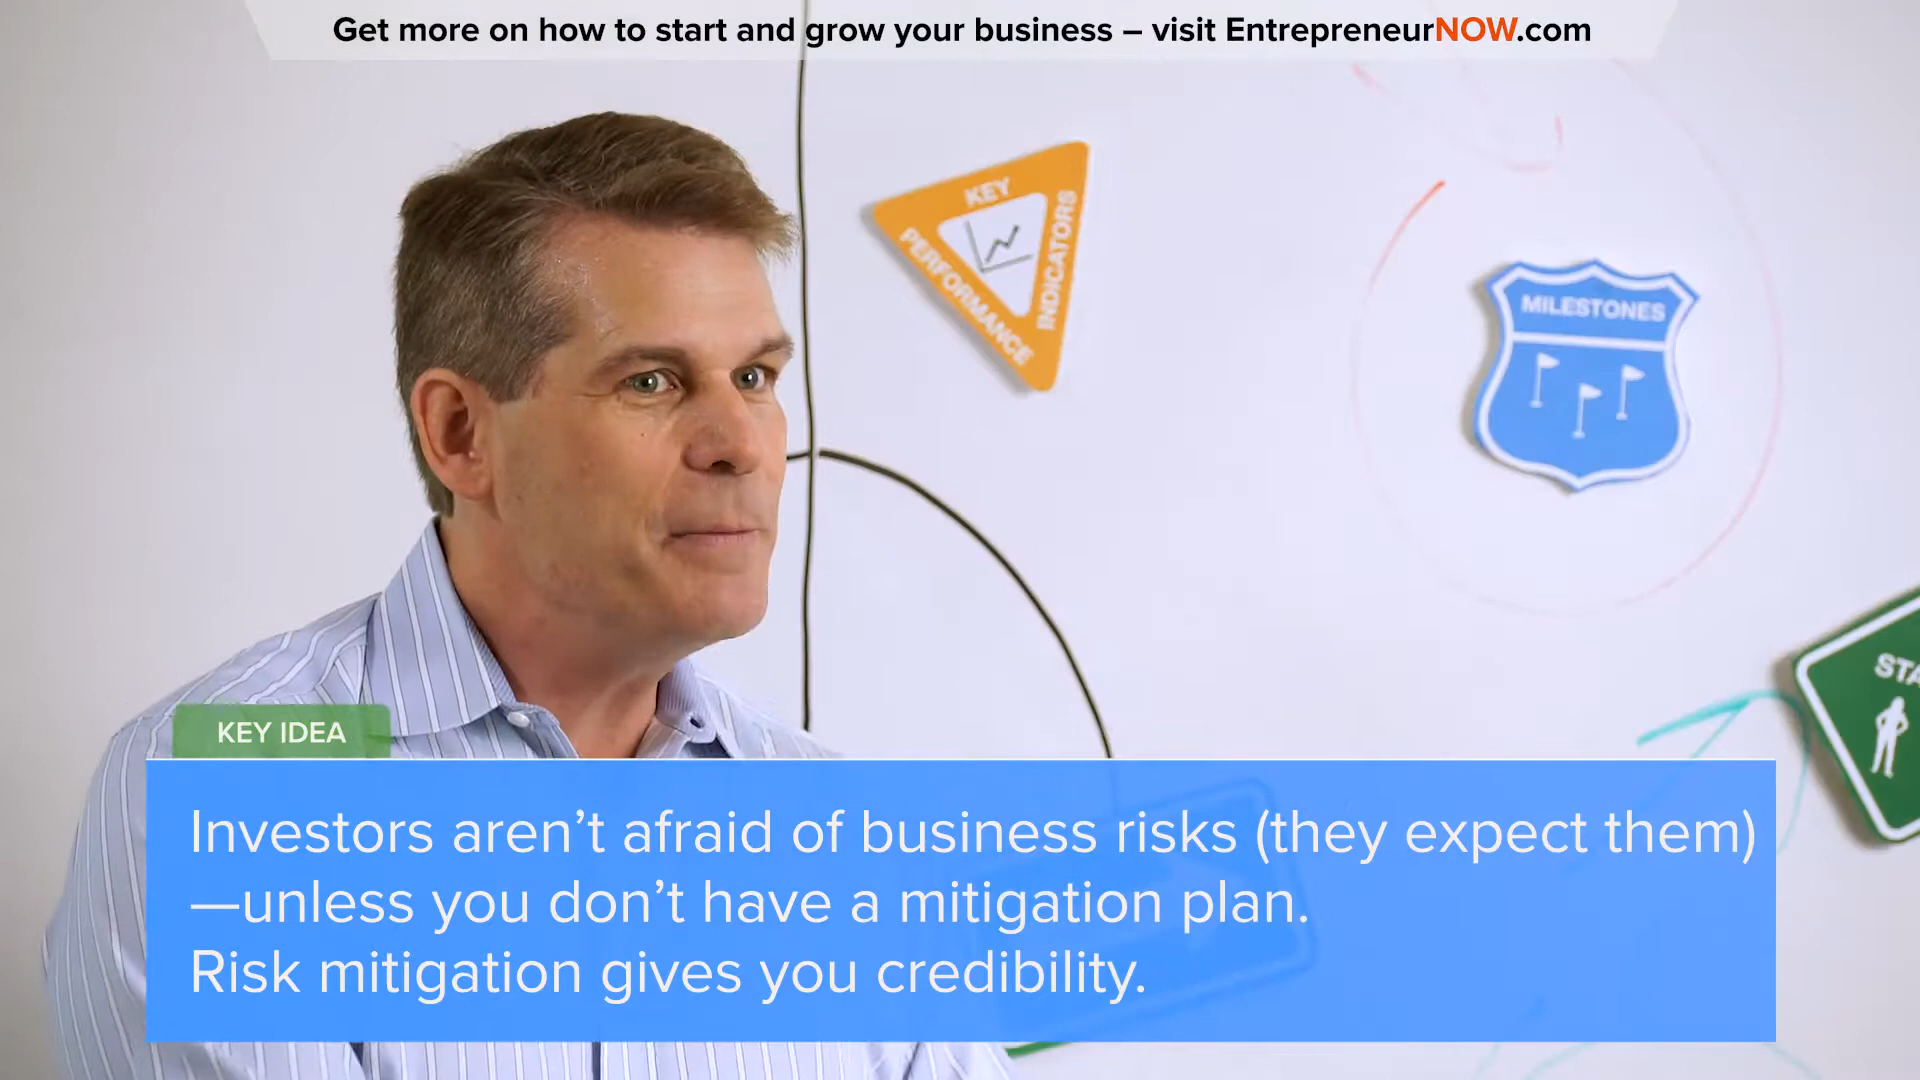 Get more on how to start and grow your business – visit EntrepreneurNOW.com
KEY
PERFORMANCE
INDICATORS
MILESTONES
KEY IDEA
Investors aren’t afraid of business risks (they expect them)
—unless you don’t have a mitigation plan.
Risk mitigation gives you credibility.